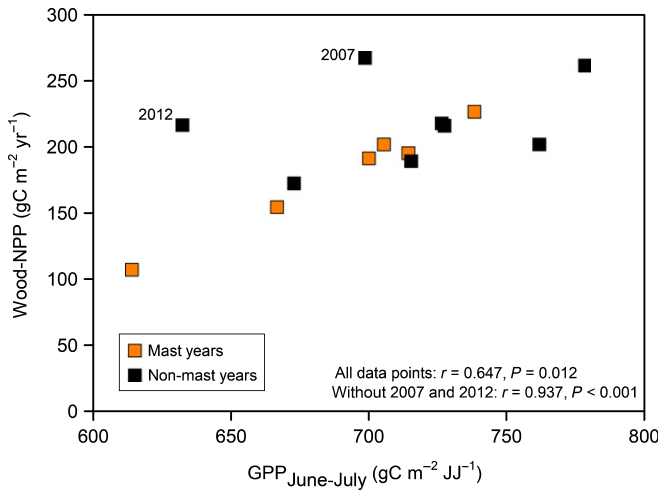 300
250
200
150
100
50
0
Wood-NPP (gC m⁻² yr⁻¹)
2007
2012
Mast years
Non-mast years
All data points: r = 0.647, P = 0.012
Without 2007 and 2012: r = 0.937, P < 0.001
600 650 700 750 800
GPP_June-July (gC m⁻² JJ⁻¹)